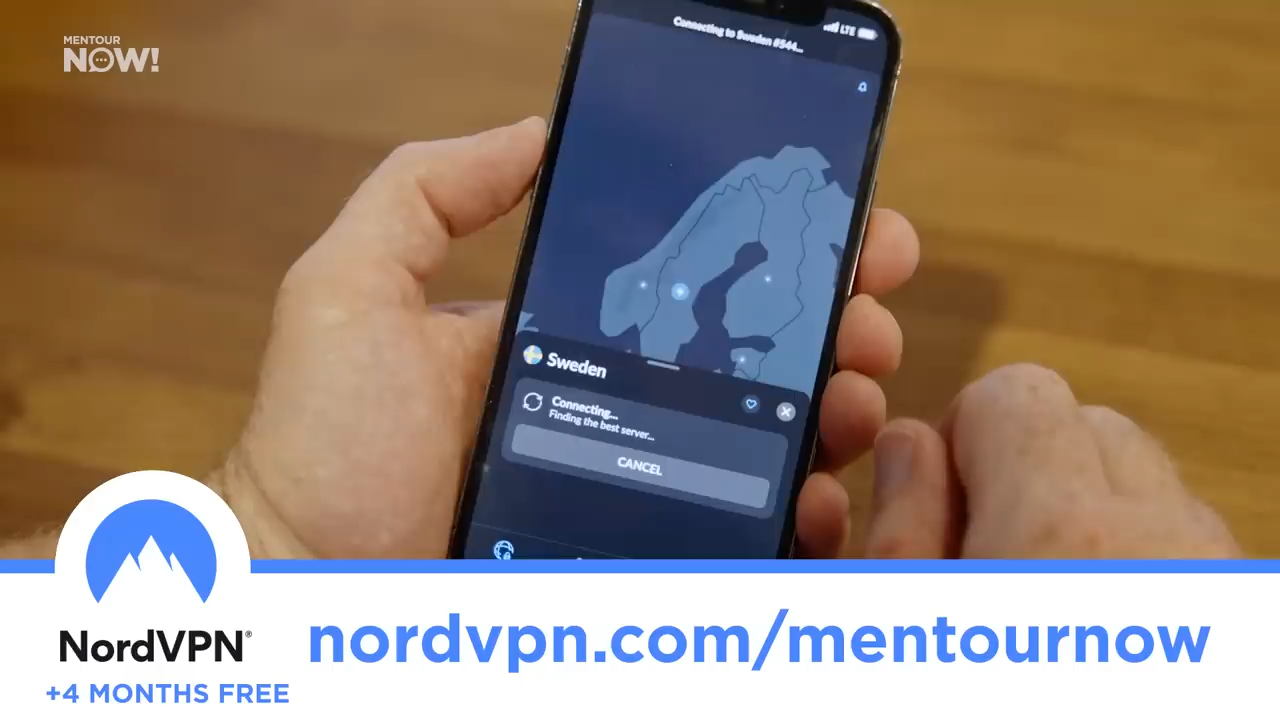 MENTOUR
NOW!
Connecting to Sweden #544...
LTE
Sweden
Connecting...
Finding the best server...
CANCEL
NordVPN®
+4 MONTHS FREE
nordvpn.com/mentournow